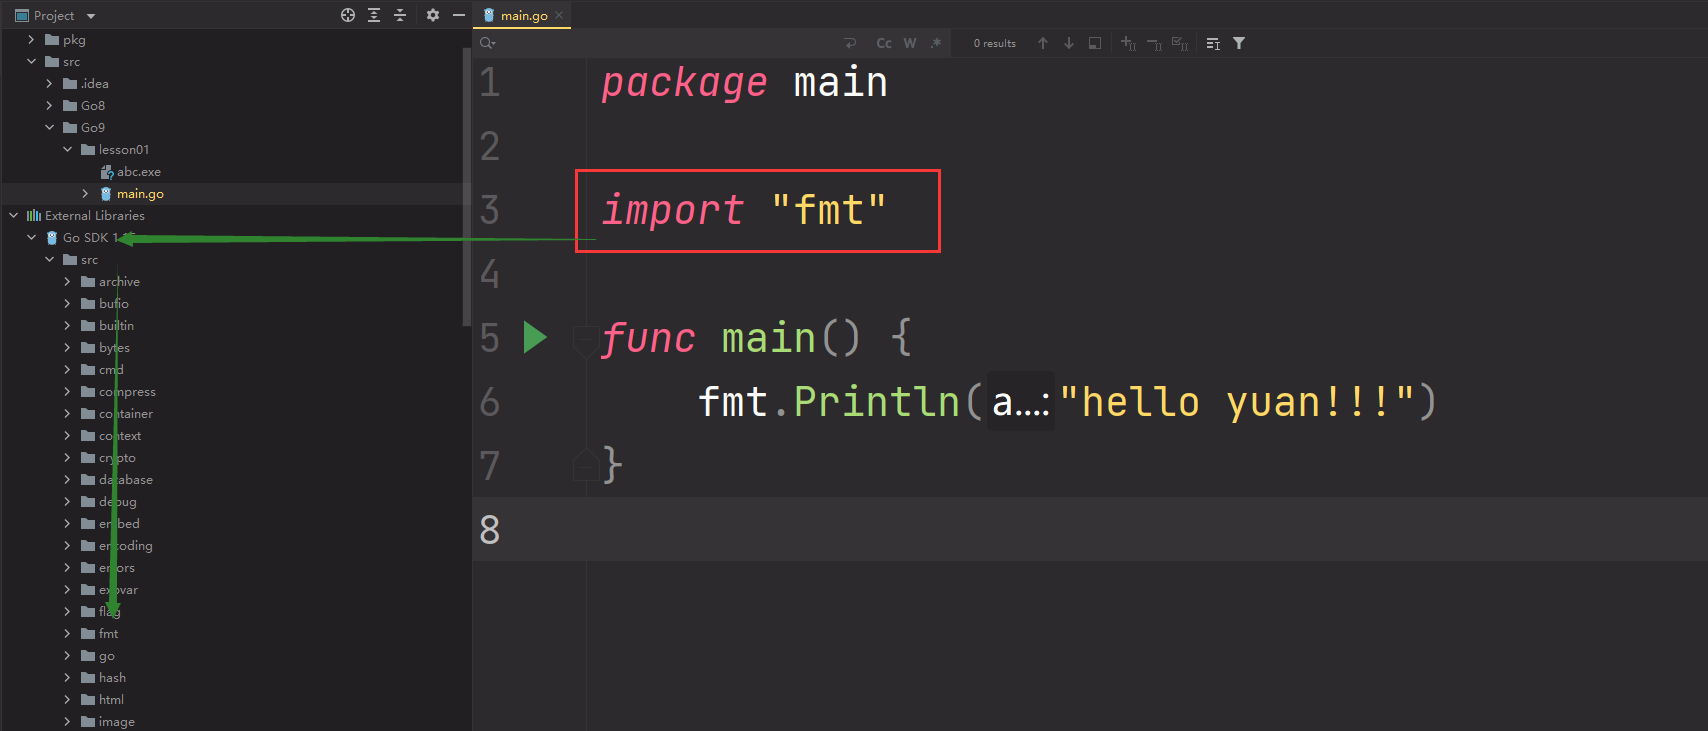 Project
pkg
src
.idea
Go8
Go9
lesson01
abc.exe
main.go
External Libraries
Go SDK
src
archive
bufio
builtin
bytes
cmd
compress
container
context
crypto
database
debug
embed
encoding
errors
expvar
flag
fmt
go
hash
html
image
main.go
Cc W .* 0 results
1 package main
2
3 import "fmt"
4
5 func main() {
6 fmt.Println(a...:"hello yuan!!!")
7 }
8